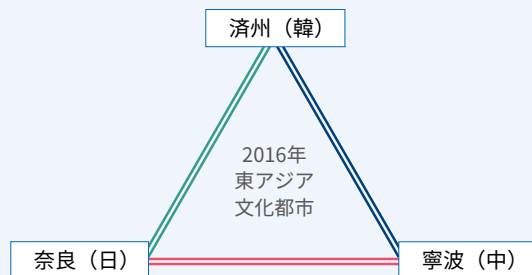 済州（韓）
2016年
東アジア
文化都市
奈良（日）
寧波（中）